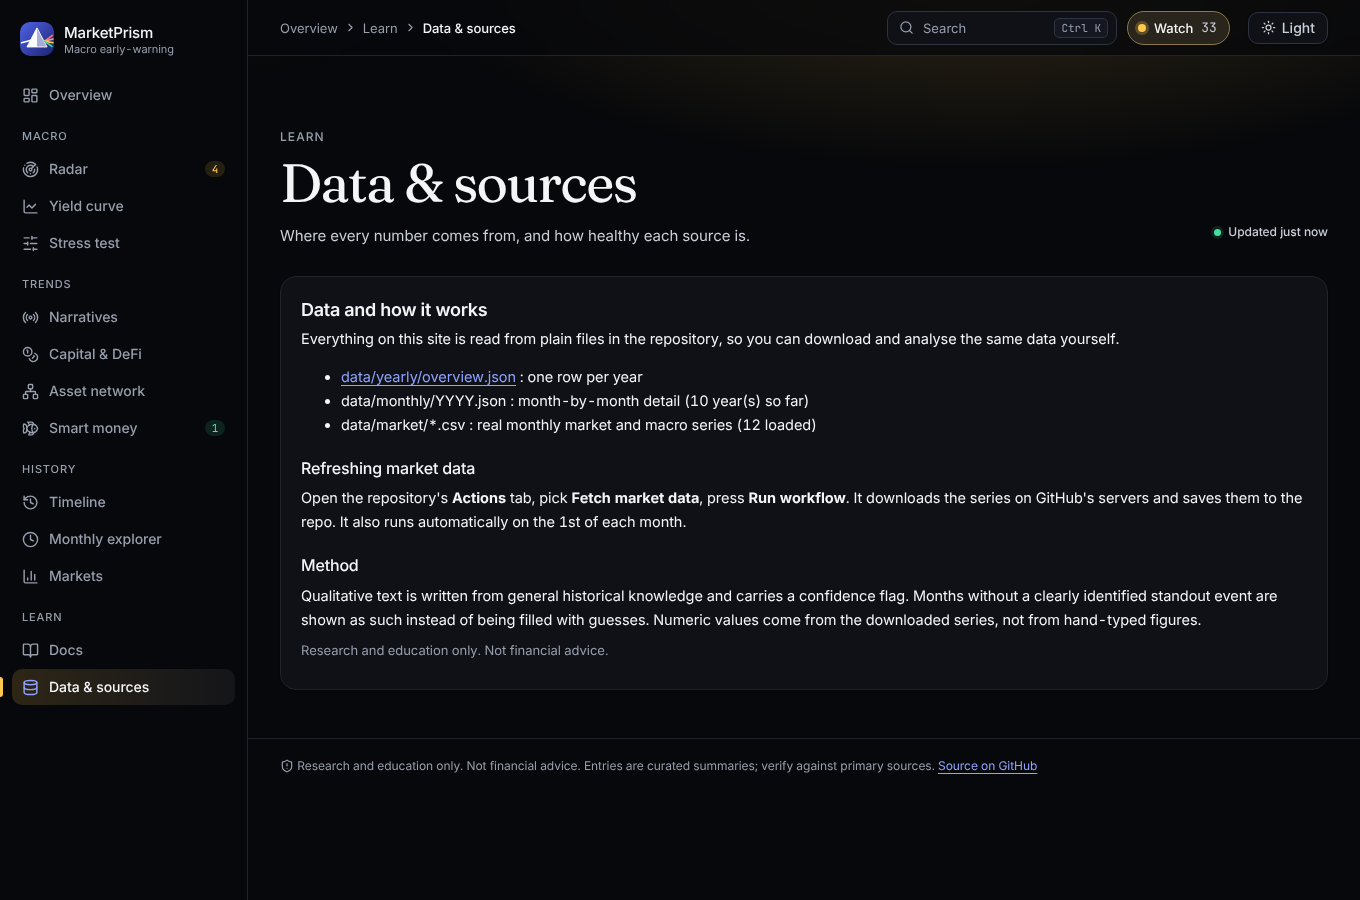 MarketPrism
Macro early-warning
Overview
MACRO
Radar 4
Yield curve
Stress test
TRENDS
Narratives
Capital & DeFi
Asset network
Smart money 1
HISTORY
Timeline
Monthly explorer
Markets
LEARN
Docs
Data & sources
Overview > Learn > Data & sources
Search Ctrl K
Watch 33
Light
LEARN
Data & sources
Where every number comes from, and how healthy each source is.
Updated just now
Data and how it works
Everything on this site is read from plain files in the repository, so you can download and analyse the same data yourself.
• data/yearly/overview.json : one row per year
• data/monthly/YYYY.json : month-by-month detail (10 year(s) so far)
• data/market/*.csv : real monthly market and macro series (12 loaded)
Refreshing market data
Open the repository's Actions tab, pick Fetch market data, press Run workflow. It downloads the series on GitHub's servers and saves them to the
repo. It also runs automatically on the 1st of each month.
Method
Qualitative text is written from general historical knowledge and carries a confidence flag. Months without a clearly identified standout event are
shown as such instead of being filled with guesses. Numeric values come from the downloaded series, not from hand-typed figures.
Research and education only. Not financial advice.
Research and education only. Not financial advice. Entries are curated summaries; verify against primary sources. Source on GitHub